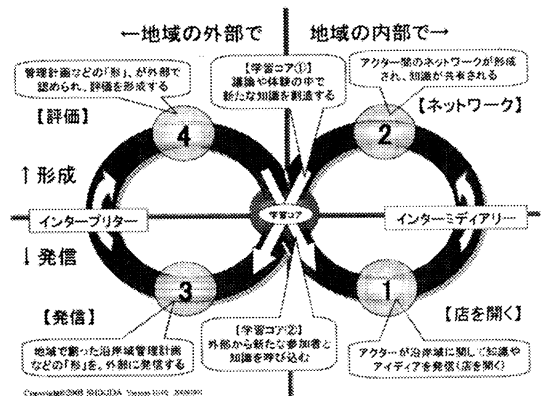 ←地域の外部で
地域の内部で→
管理計画などの「形」、が外部で
認められ、評価を形成する
【学習コア①】
議論や体験の中で
新たな知識を創造する
アクター間のネットワークが形成
され、知識が共有される
【評価】
【ネットワーク】
4
2
↑形成
インタープリター
学習コア
インターミディアリー
↓発信
3
1
【発信】
【店を開く】
地域で創った沿岸域管理計画
などの「形」を、外部に発信する
【学習コア②】
外部から新たな参加者と
知識を呼び込む
アクターが沿岸域に関して知識や
アイディアを発信(店を開く)